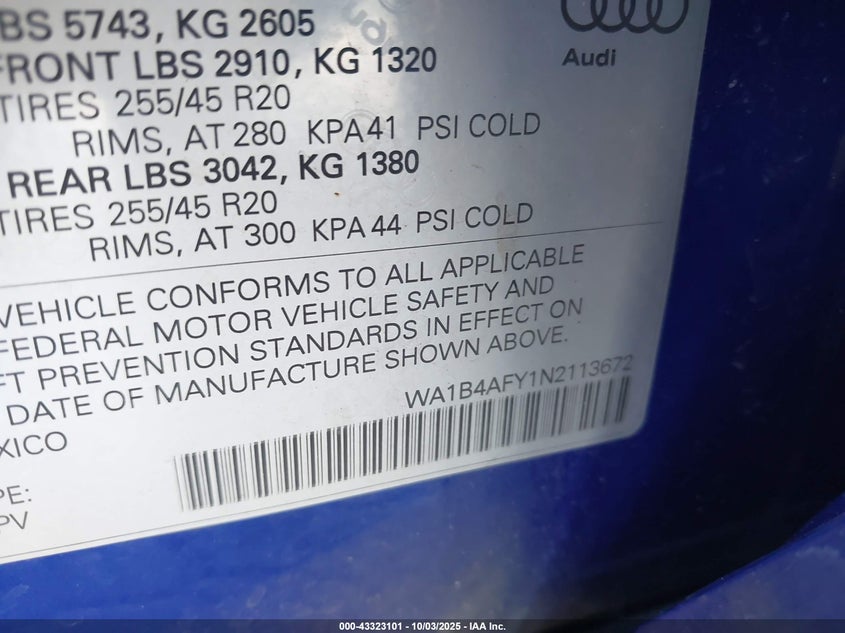 BS 5743, KG 2605
FRONT LBS 2910, KG 1320
TIRES 255/45 R20
RIMS, AT 280 KPA 41 PSI COLD
REAR LBS 3042, KG 1380
TIRES 255/45 R20
RIMS, AT 300 KPA 44 PSI COLD
VEHICLE CONFORMS TO ALL APPLICABLE
FEDERAL MOTOR VEHICLE SAFETY AND
FT PREVENTION STANDARDS IN EFFECT ON
DATE OF MANUFACTURE SHOWN ABOVE.
WA1B4AFY1N2113672
XICO
PE:
PV
Audi
000-43323101 - 10/03/2025 - IAA Inc.